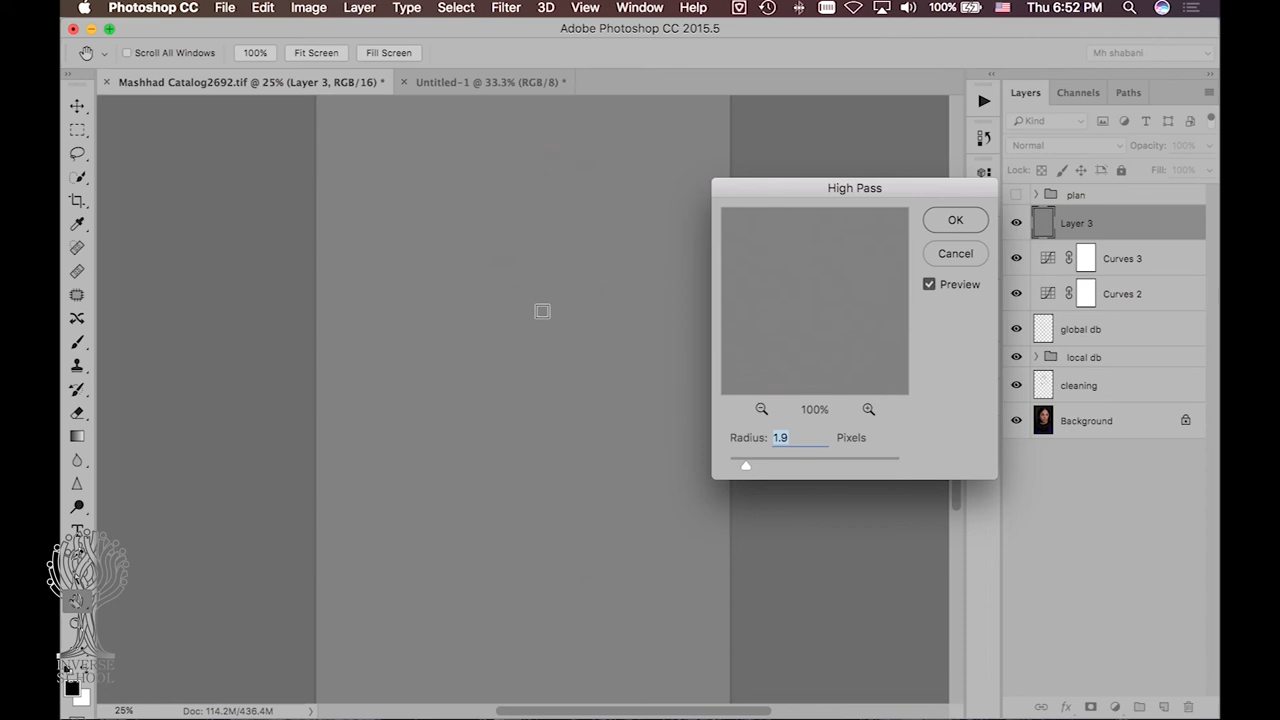 Photoshop CC File Edit Image Layer Type Select Filter 3D View Window Help 100% Thu 6:52 PM
Adobe Photoshop CC 2015.5
Scroll All Windows 100% Fit Screen Fill Screen Mh shabani
× Mashhad Catalog2692.tif @ 25% (Layer 3, RGB/16) * × Untitled-1 @ 33.3% (RGB/8) *
Layers Channels Paths
Kind
Normal Opacity: 100%
Lock: Fill: 100%
plan
Layer 3
Curves 3
Curves 2
global db
local db
cleaning
Background
High Pass
OK
Cancel
Preview
100%
Radius: 1.9 Pixels
INVERSE
SCHOOL
25% Doc: 114.2M/436.4M